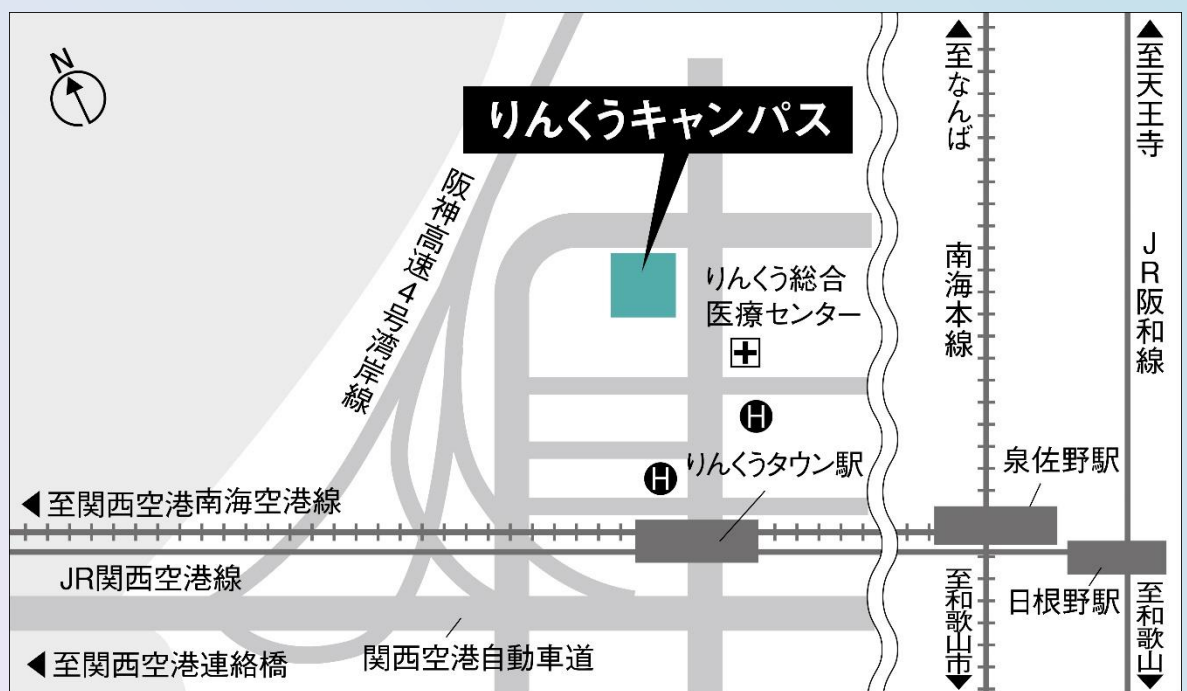 N
りんくうキャンパス
阪神高速4号湾岸線
りんくう総合
医療センター
H
H
りんくうタウン駅
至なんば
南海本線
至天王寺
JR阪和線
泉佐野駅
日根野駅
至和歌山市
至和歌山
至関西空港
南海空港線
JR関西空港線
至関西空港連絡橋
関西空港自動車道